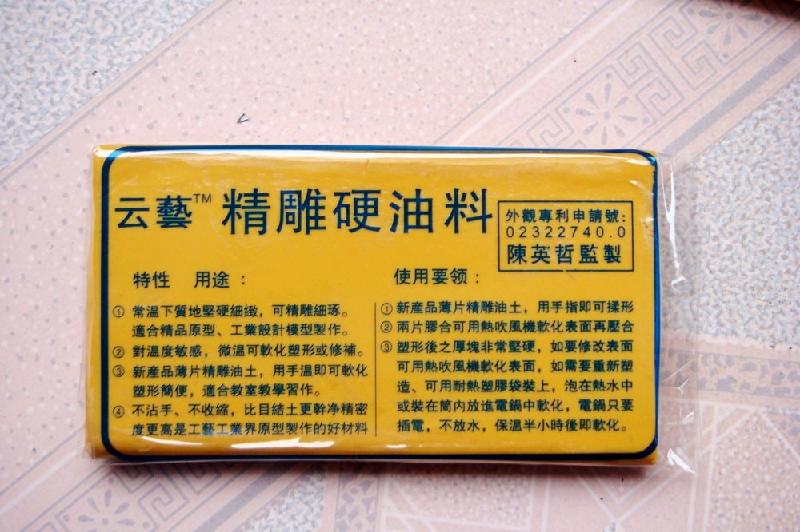 云藝™ 精雕硬油料
外觀專利申請號:
02322740.0
陳英哲監製
特性 用途:
① 常溫下質地堅硬細緻，可精雕細琢。
適合精品原型、工業設計模型製作。
② 對溫度敏感，微溫可軟化塑形或修補。
③ 新產品薄片精雕油土，用手溫即可軟化
塑形簡便，適合教室教學習作。
④ 不沾手、不收縮，比目結土更幹净精密
度更高是工藝工業界原型製作的好材料
使用要领:
① 新産品薄片精雕油土，用手指即可揉形
② 兩片膠合可用熱吹風機軟化表面再壓合
③ 塑形後之厚塊非常堅硬，如要修改表面
可用熱吹風機軟化表面，如需要重新塑
造、可用耐熱塑膠袋裝上，泡在熱水中
或裝在筒内放進電鍋中軟化，電鍋只要
插電，不放水，保溫半小時後即軟化。